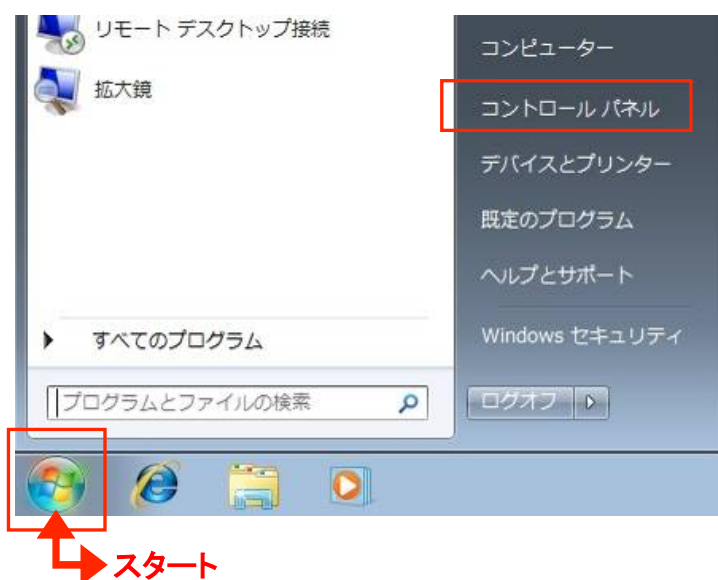 リモート デスクトップ接続
拡大鏡
すべてのプログラム
プログラムとファイルの検索
コンピューター
コントロール パネル
デバイスとプリンター
既定のプログラム
ヘルプとサポート
Windows セキュリティ
ログオフ
スタート